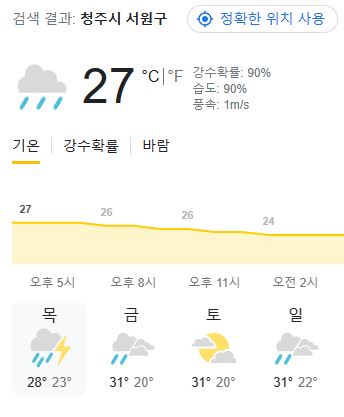 검색 결과: 청주시 서원구 정확한 위치 사용
27 °C | °F
강수확률: 90%
습도: 90%
풍속: 1m/s
기온 강수확률 바람
27 26 26 24
오후 5시 오후 8시 오후 11시 오전 2시
목 금 토 일
28° 23° 31° 20° 31° 20° 31° 22°